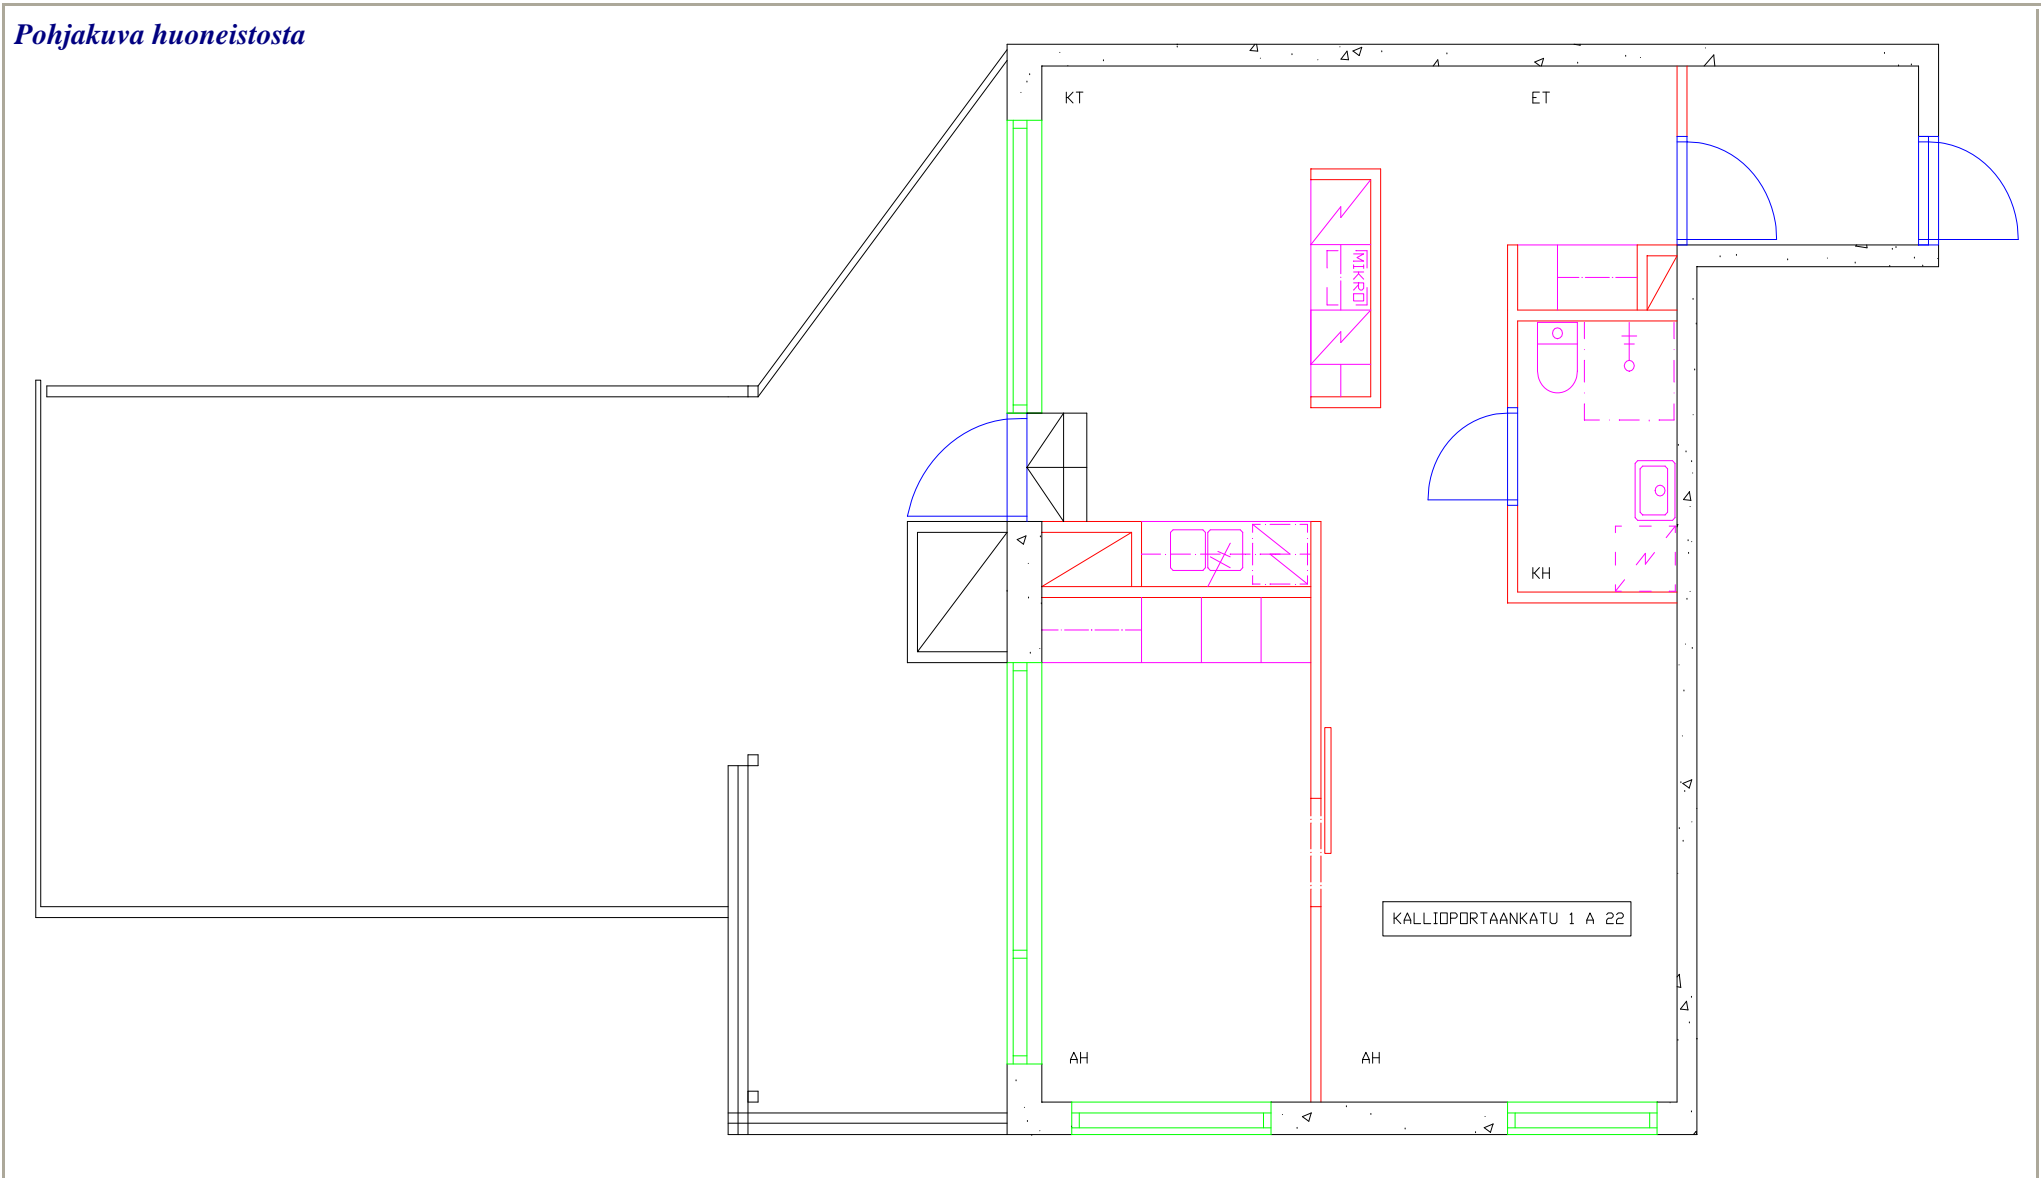 Pohjakuva huoneistosta
KT
ET
MIKRO
KH
KALLIOPORTAANKATU 1 A 22
AH
AH